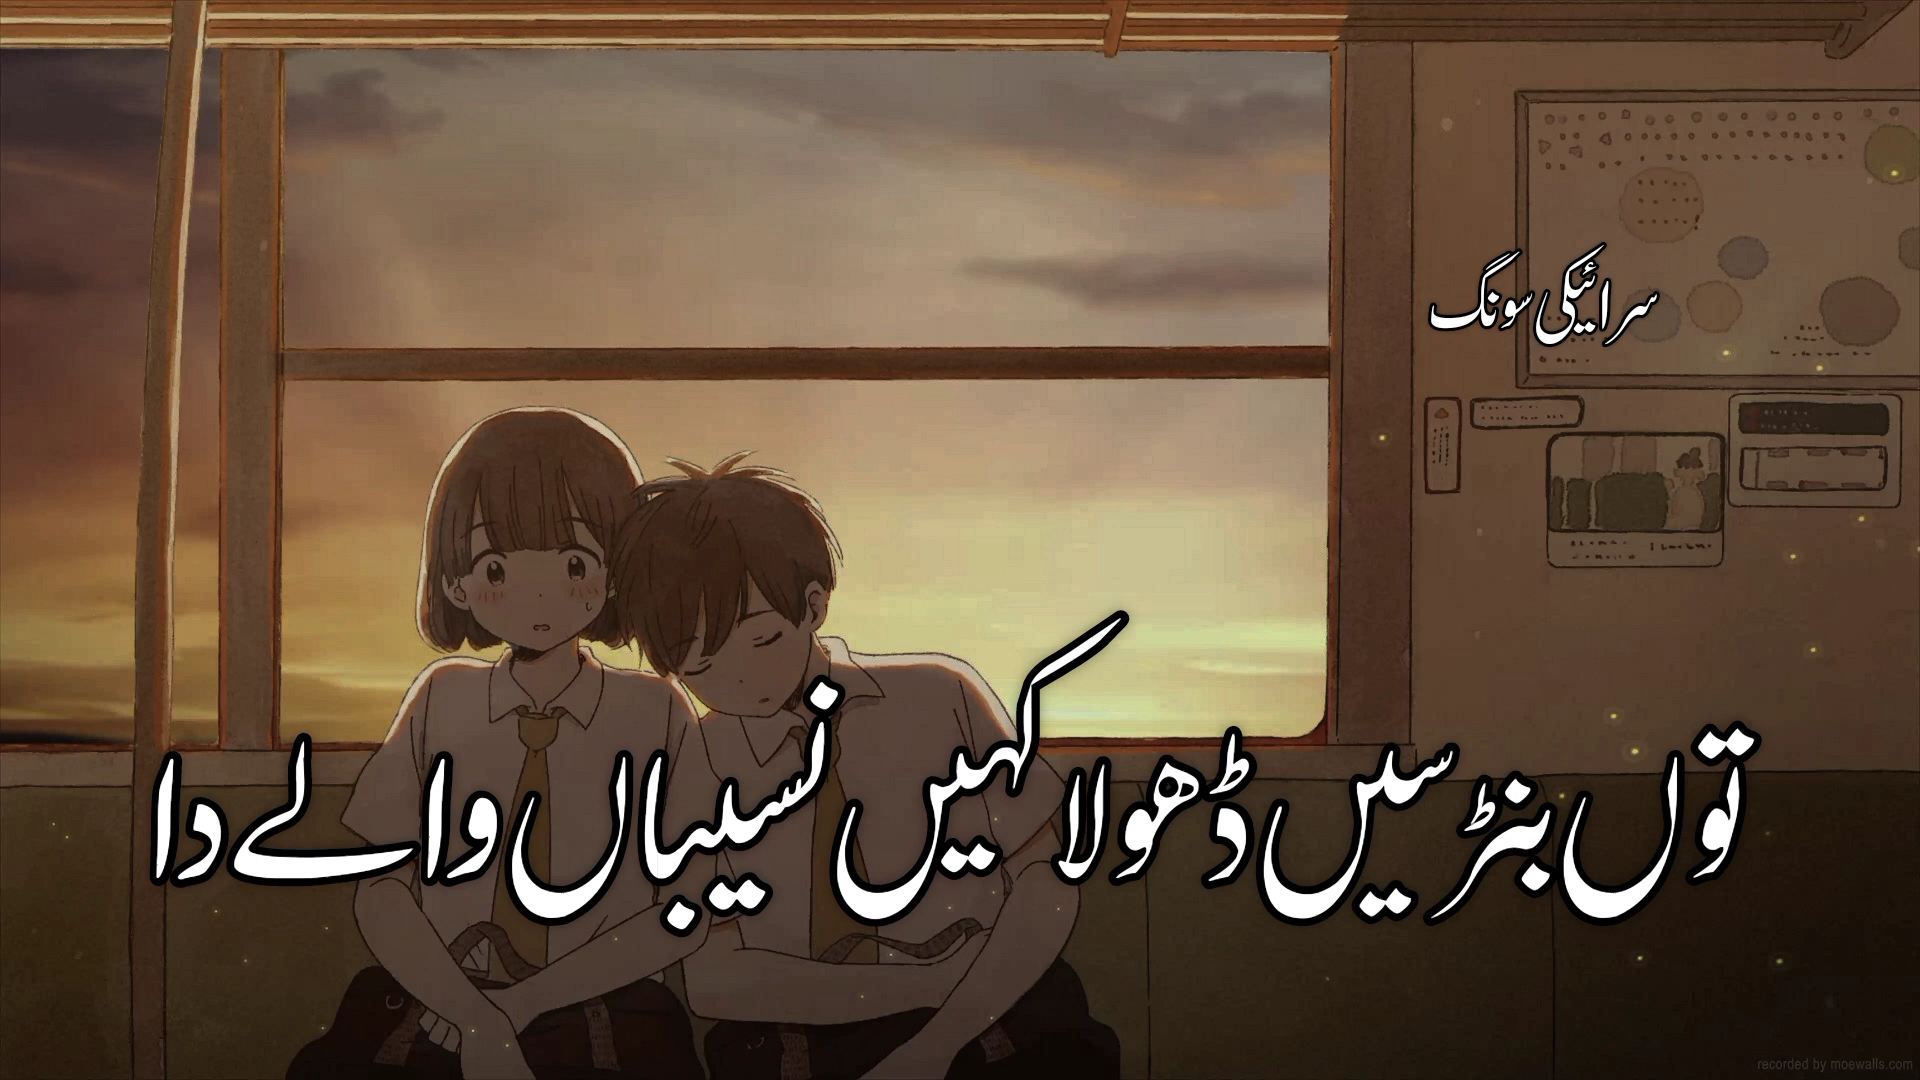 سرائیکی سونگ
توں بنڑ سیں ڈھولا کہیں نسیباں والے دا
recorded by moewalls.com